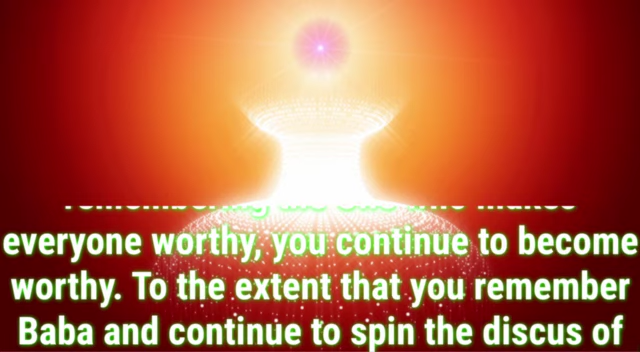 everyone worthy, you continue to become
worthy. To the extent that you remember
Baba and continue to spin the discus of